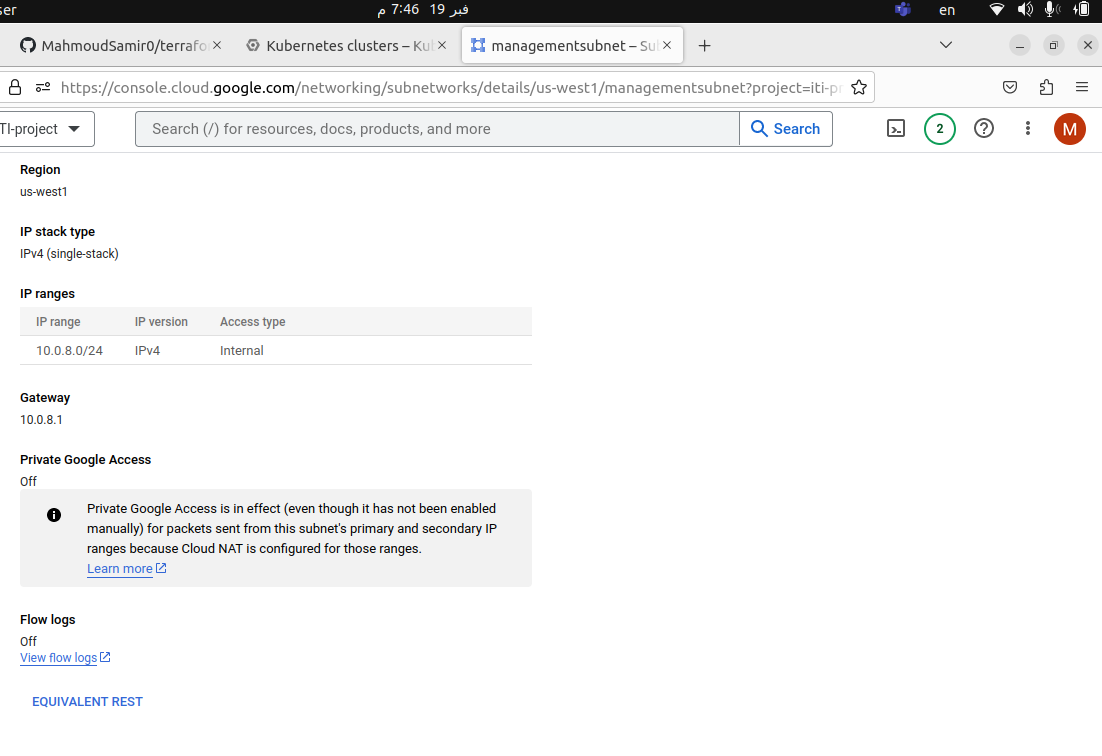 ser
فبر 19 7:46 م
en
MahmoudSamir0/terrafo
Kubernetes clusters – Ku
managementsubnet – Su
https://console.cloud.google.com/networking/subnetworks/details/us-west1/managementsubnet?project=iti-pr
TI-project
Search (/) for resources, docs, products, and more
Search
2
M
Region
us-west1
IP stack type
IPv4 (single-stack)
IP ranges
IP range IP version Access type
10.0.8.0/24 IPv4 Internal
Gateway
10.0.8.1
Private Google Access
Off
Private Google Access is in effect (even though it has not been enabled
manually) for packets sent from this subnet's primary and secondary IP
ranges because Cloud NAT is configured for those ranges.
Learn more
Flow logs
Off
View flow logs
EQUIVALENT REST